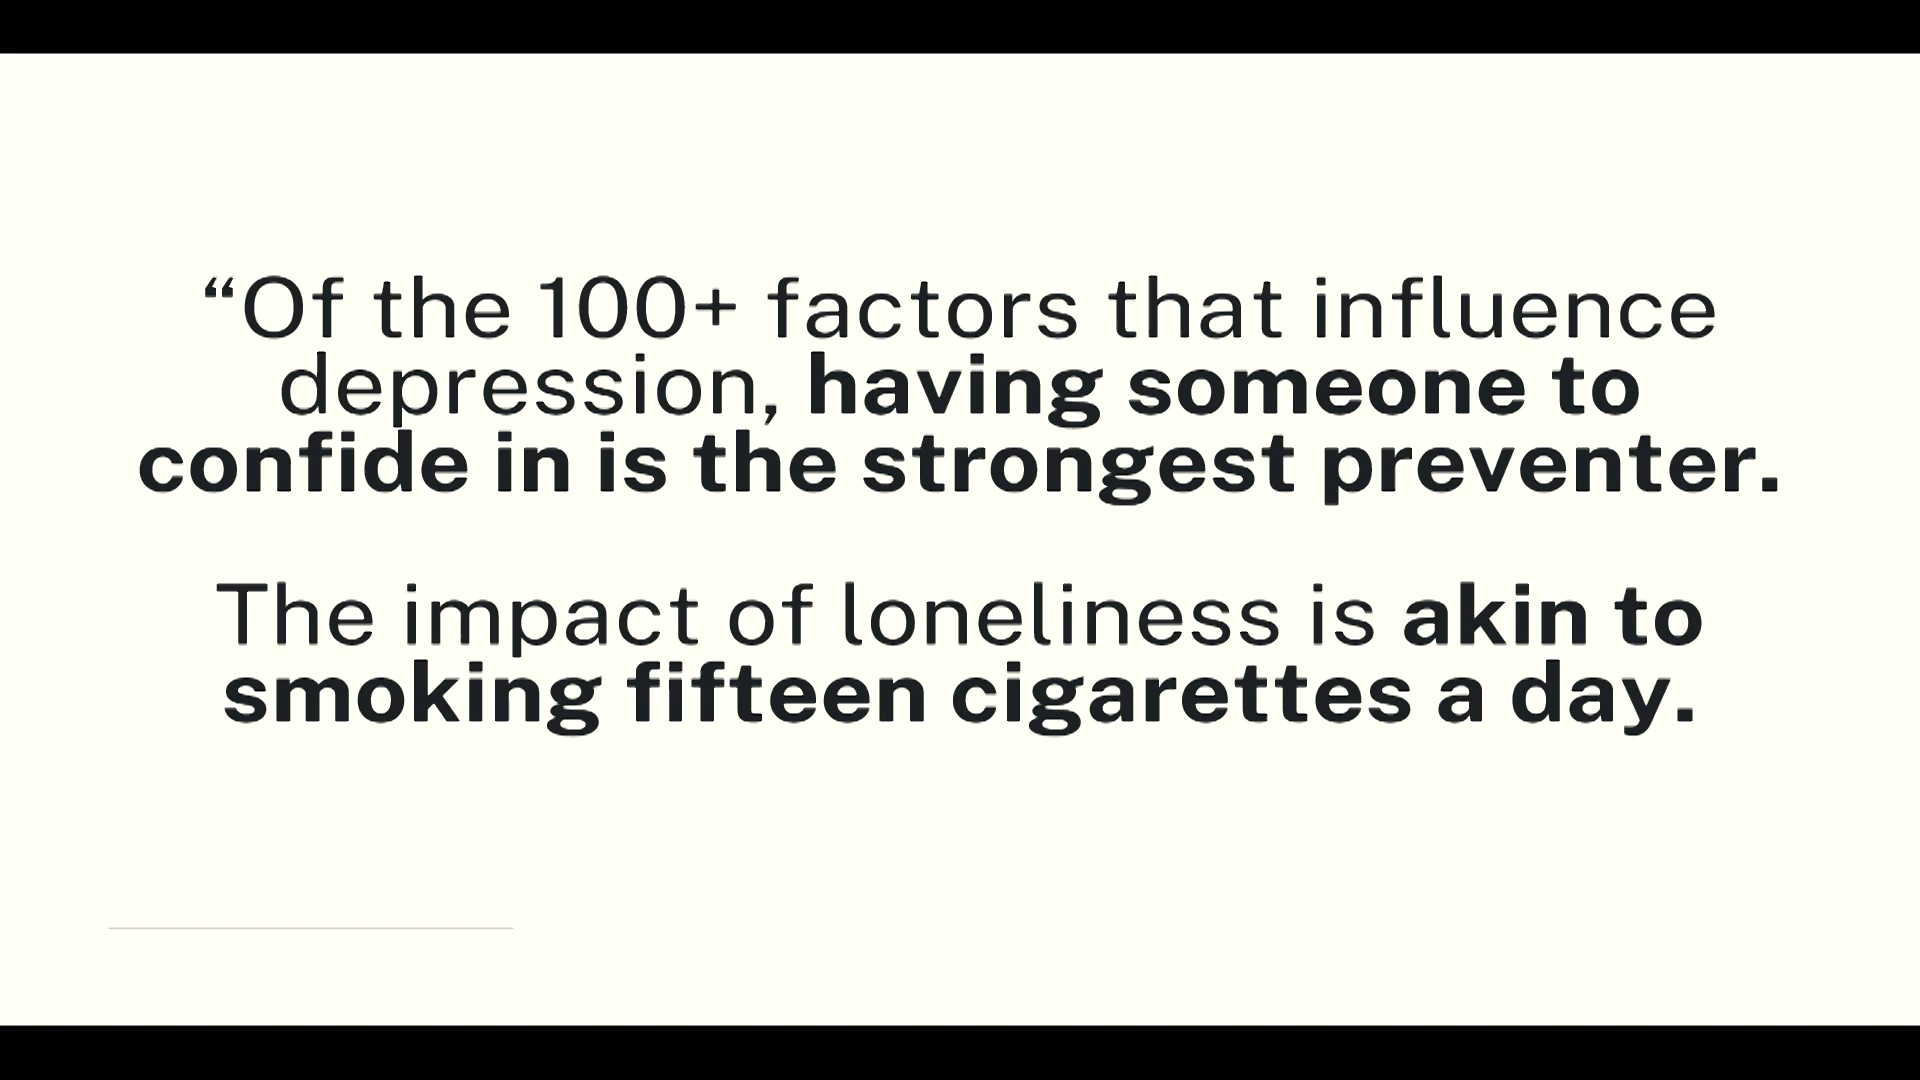 “Of the 100+ factors that influence
depression, having someone to
confide in is the strongest preventer.
The impact of loneliness is akin to
smoking fifteen cigarettes a day.